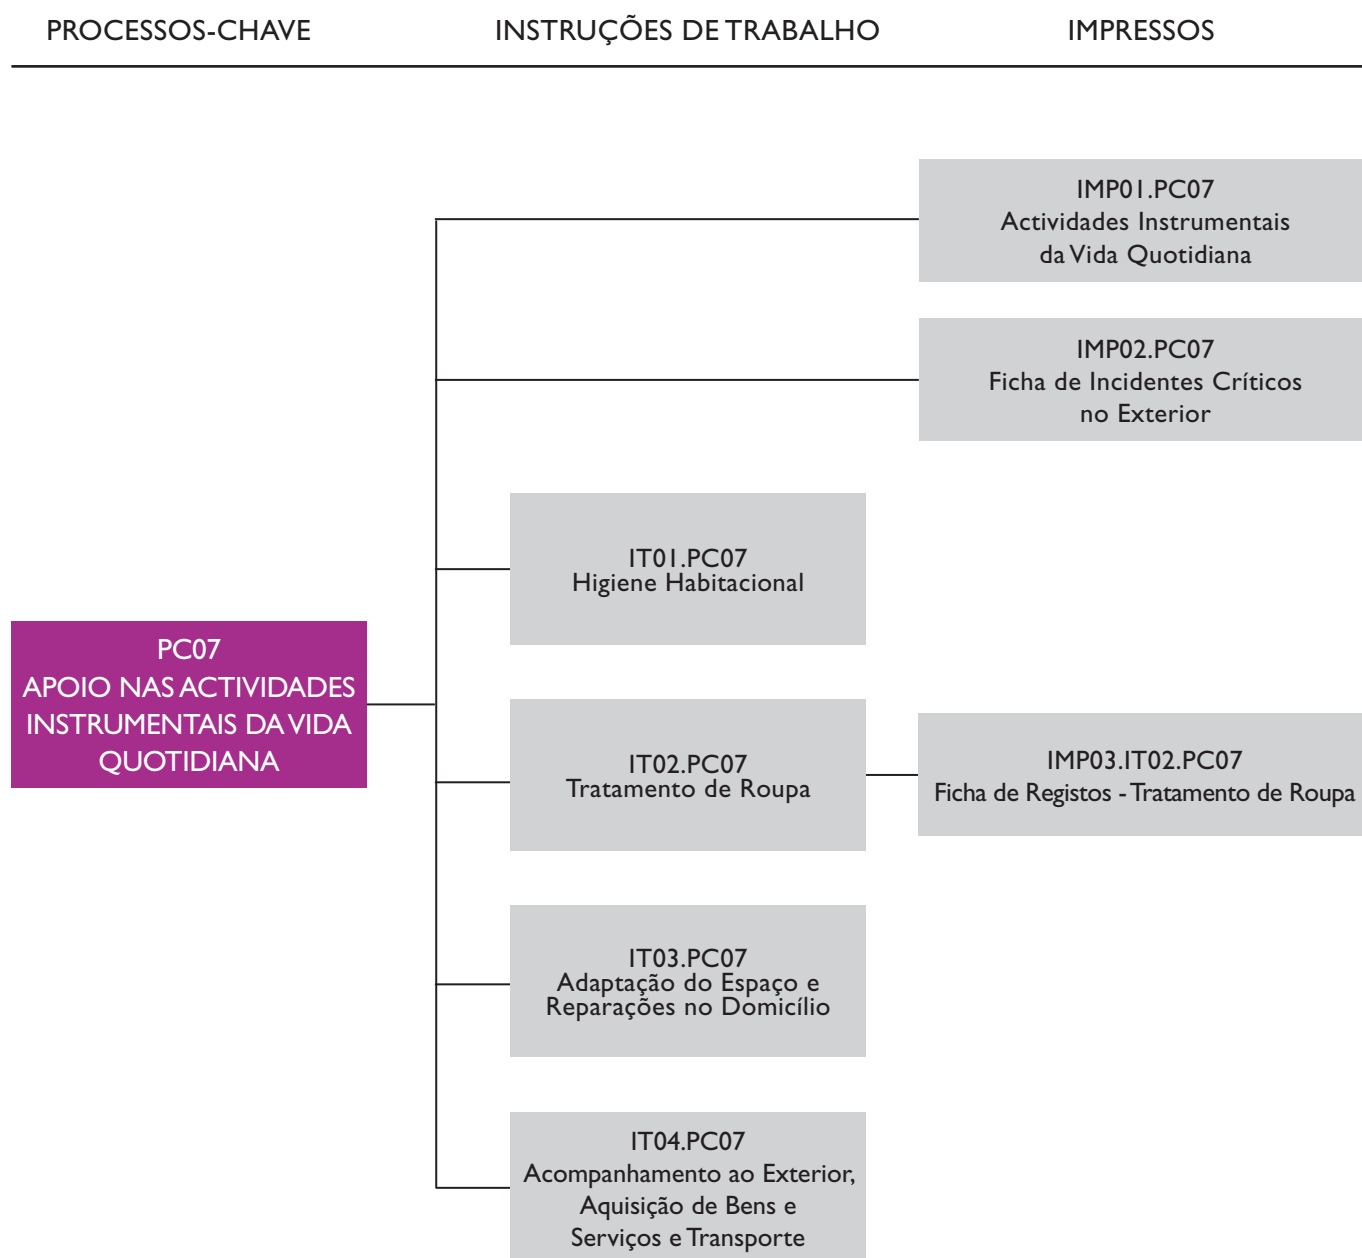 PROCESSOS-CHAVE
INSTRUÇÕES DE TRABALHO
IMPRESSOS
IMP01.PC07
Actividades Instrumentais
da Vida Quotidiana
IMP02.PC07
Ficha de Incidentes Críticos
no Exterior
IT01.PC07
Higiene Habitacional
PC07
APOIO NAS ACTIVIDADES
INSTRUMENTAIS DA VIDA
QUOTIDIANA
IT02.PC07
Tratamento de Roupa
IMP03.IT02.PC07
Ficha de Registos - Tratamento de Roupa
IT03.PC07
Adaptação do Espaço e
Reparações no Domicílio
IT04.PC07
Acompanhamento ao Exterior,
Aquisição de Bens e
Serviços e Transporte